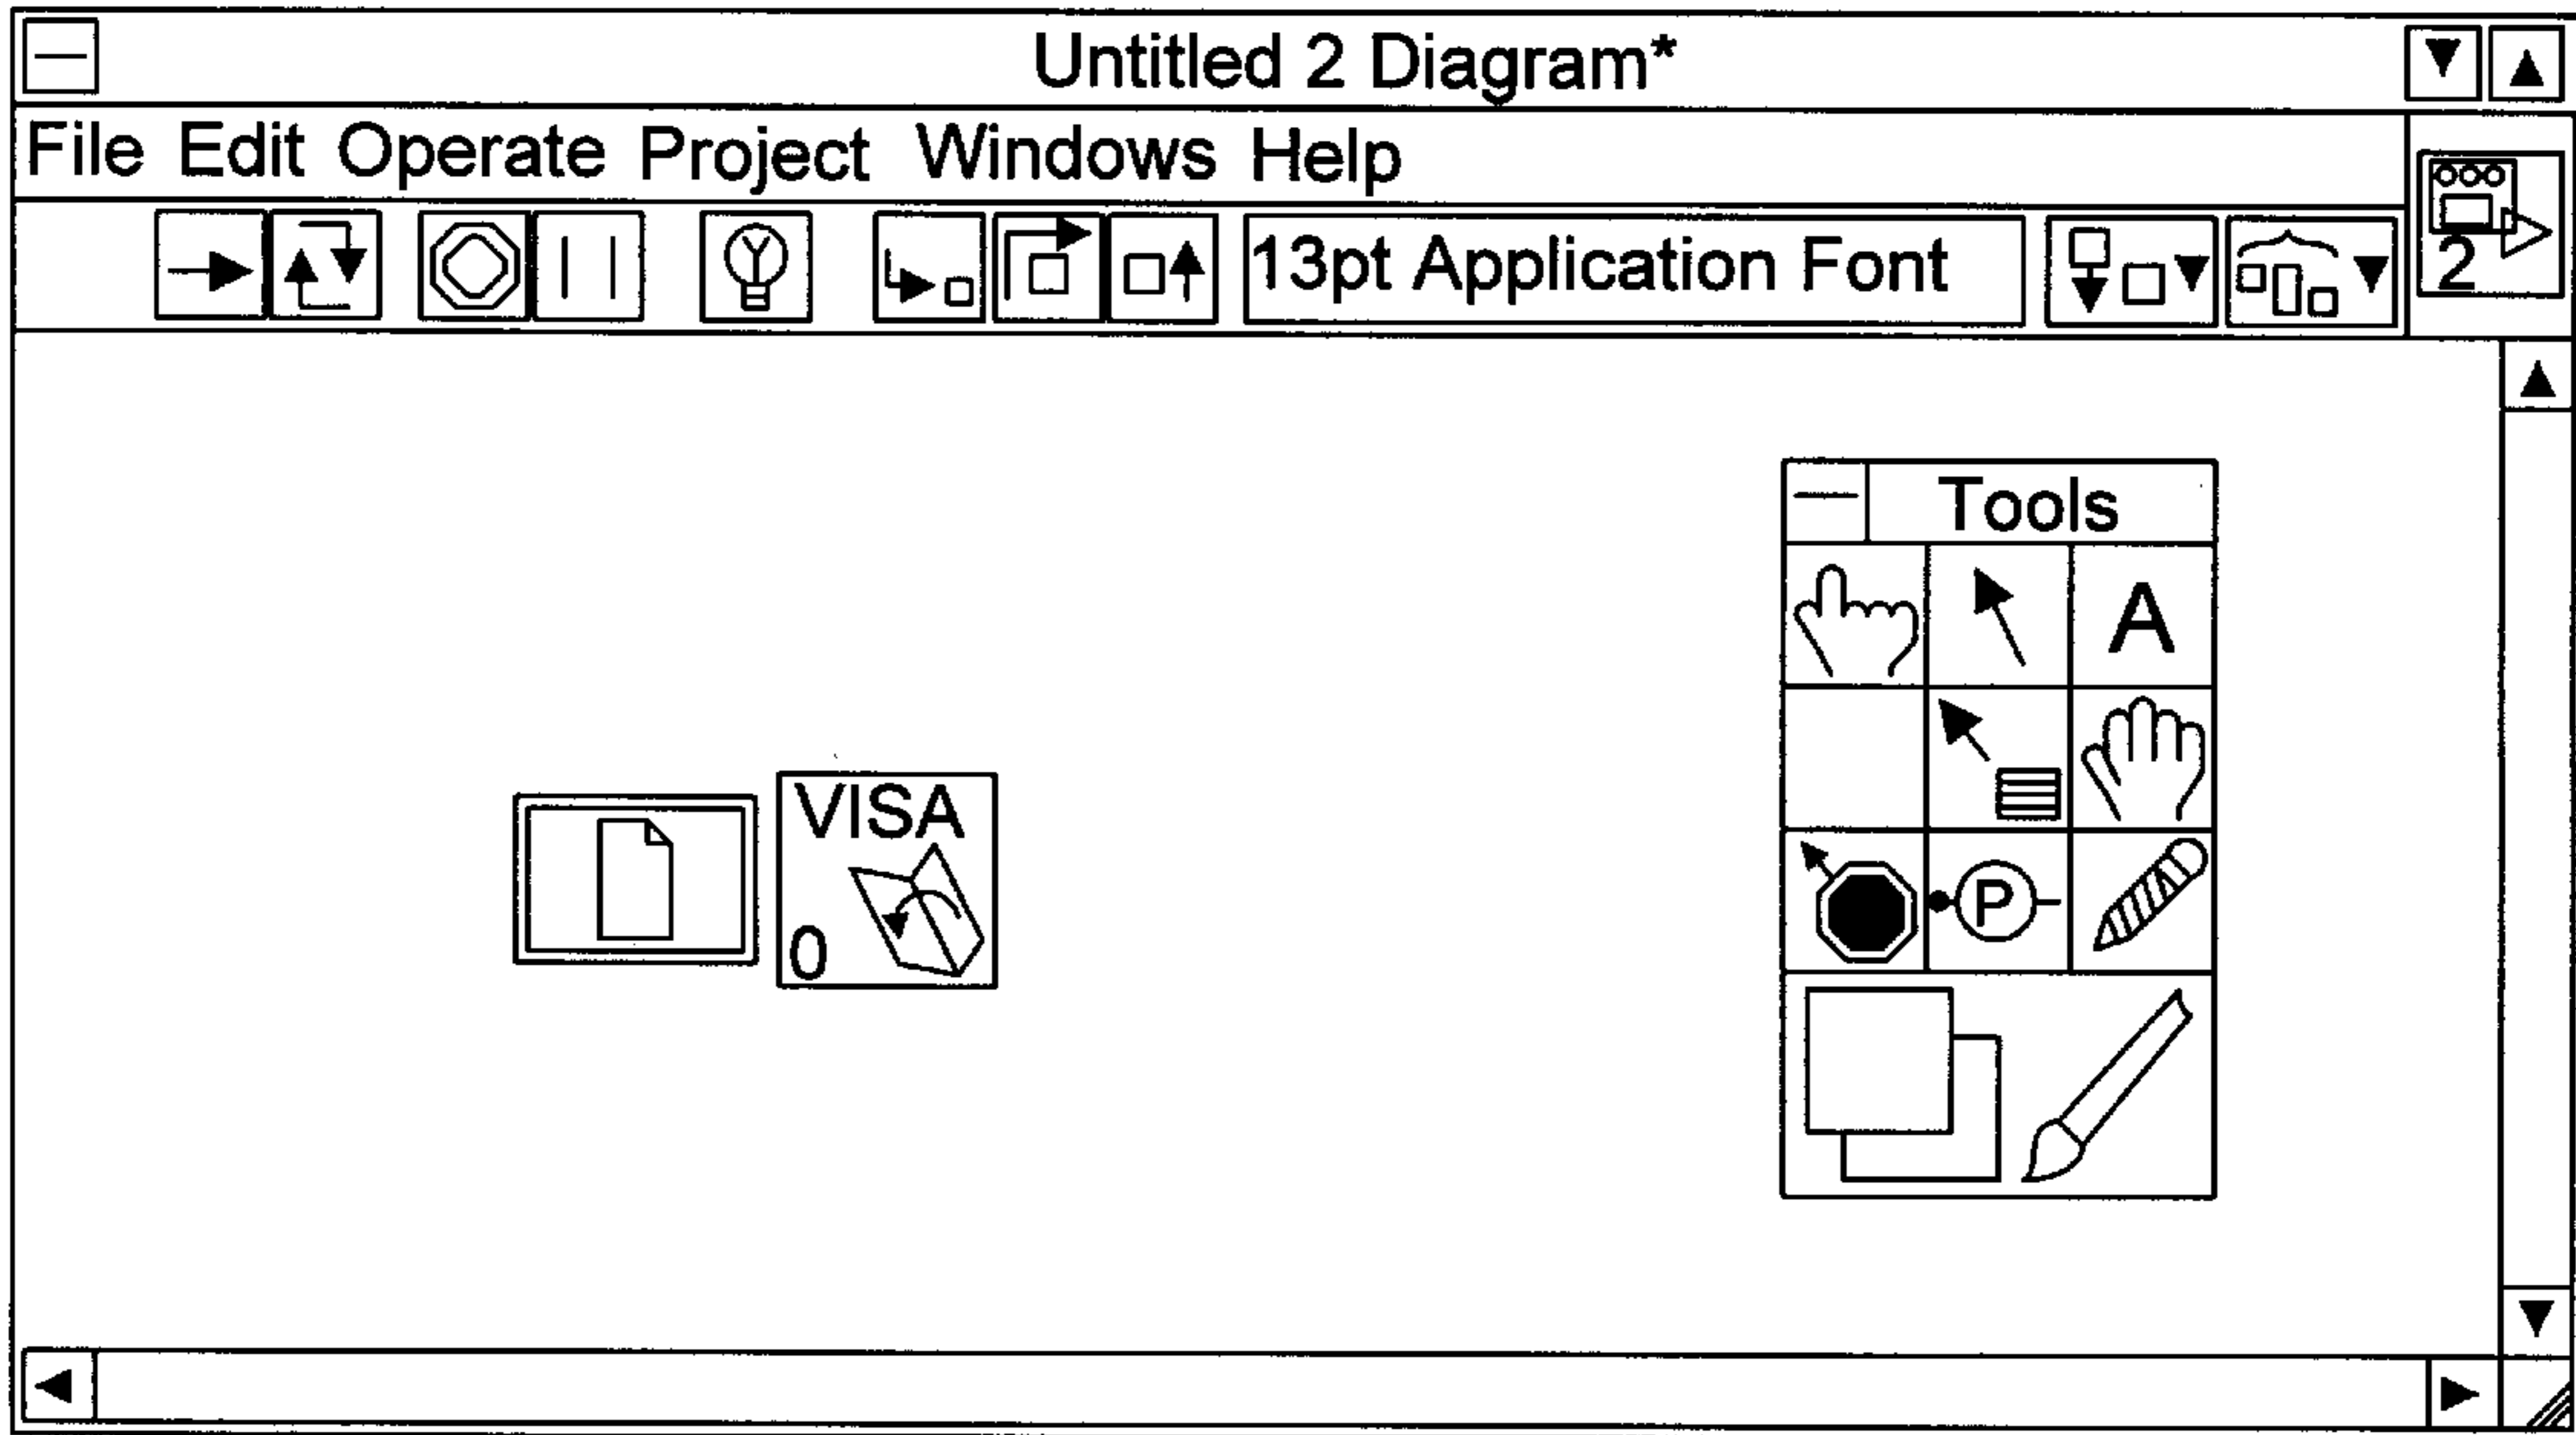 Untitled 2 Diagram*
File Edit Operate Project Windows Help
2
13pt Application Font
Tools
A
VISA
0
P